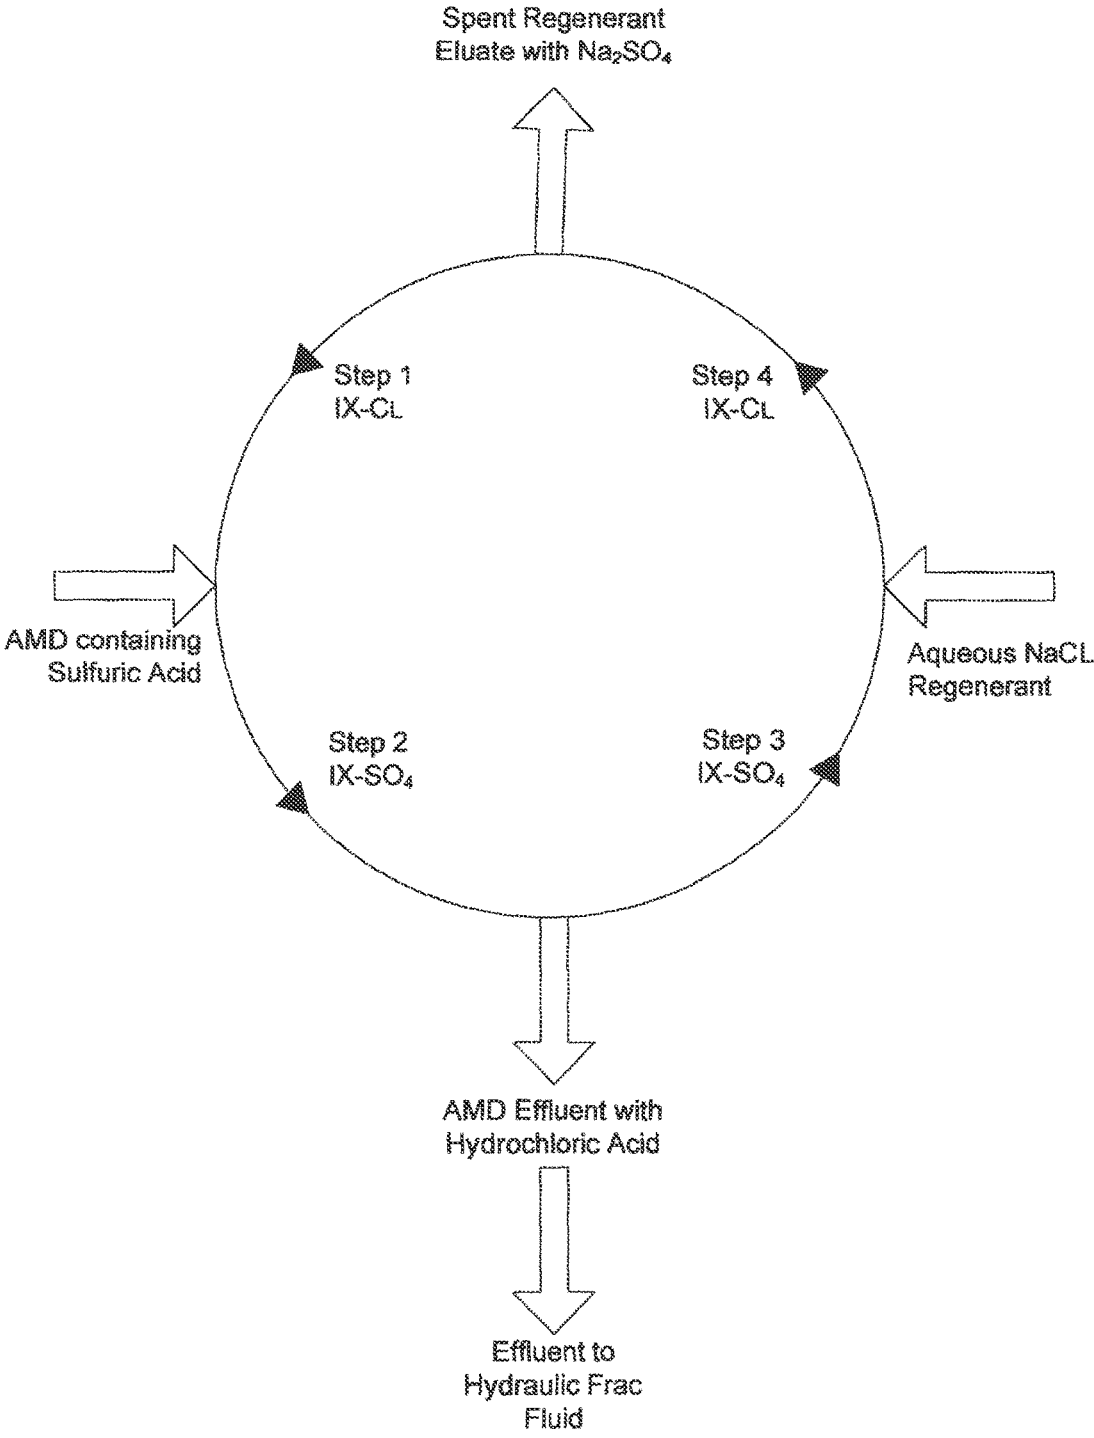 Spent Regenerant
Eluate with Na₂SO₄
Step 1
IX-CL
Step 4
IX-CL
AMD containing
Sulfuric Acid
Aqueous NaCL
Regenerant
Step 2
IX-SO₄
Step 3
IX-SO₄
AMD Effluent with
Hydrochloric Acid
Effluent to
Hydraulic Frac
Fluid